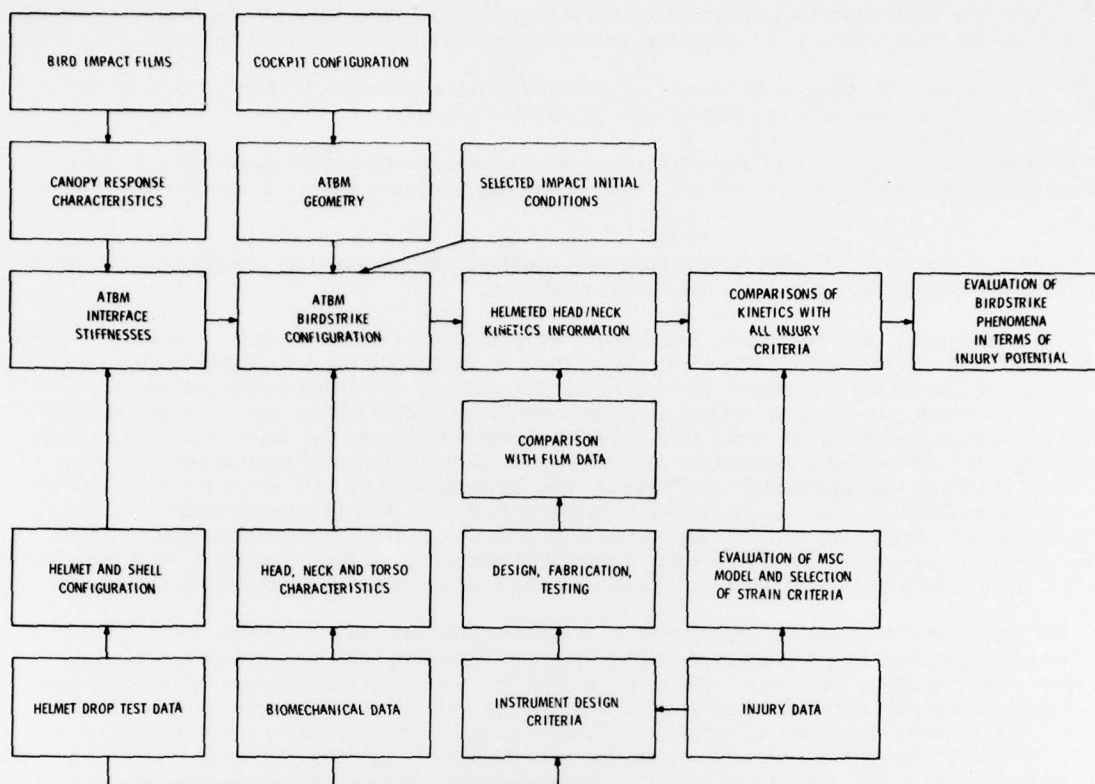 BIRD IMPACT FILMS
COCKPIT CONFIGURATION
CANOPY RESPONSE
CHARACTERISTICS
ATBM
GEOMETRY
SELECTED IMPACT INITIAL
CONDITIONS
ATBM
INTERFACE
STIFFNESSES
ATBM
BIRDSTRIKE
CONFIGURATION
HELMETED HEAD/NECK
KINETICS INFORMATION
COMPARISONS OF
KINETICS WITH
ALL INJURY
CRITERIA
EVALUATION OF
BIRDSTRIKE
PHENOMENA
IN TERMS OF
INJURY POTENTIAL
COMPARISON
WITH FILM DATA
HELMET AND SHELL
CONFIGURATION
HEAD, NECK AND TORSO
CHARACTERISTICS
DESIGN, FABRICATION,
TESTING
EVALUATION OF MSC
MODEL AND SELECTION
OF STRAIN CRITERIA
HELMET DROP TEST DATA
BIOMECHANICAL DATA
INSTRUMENT DESIGN
CRITERIA
INJURY DATA